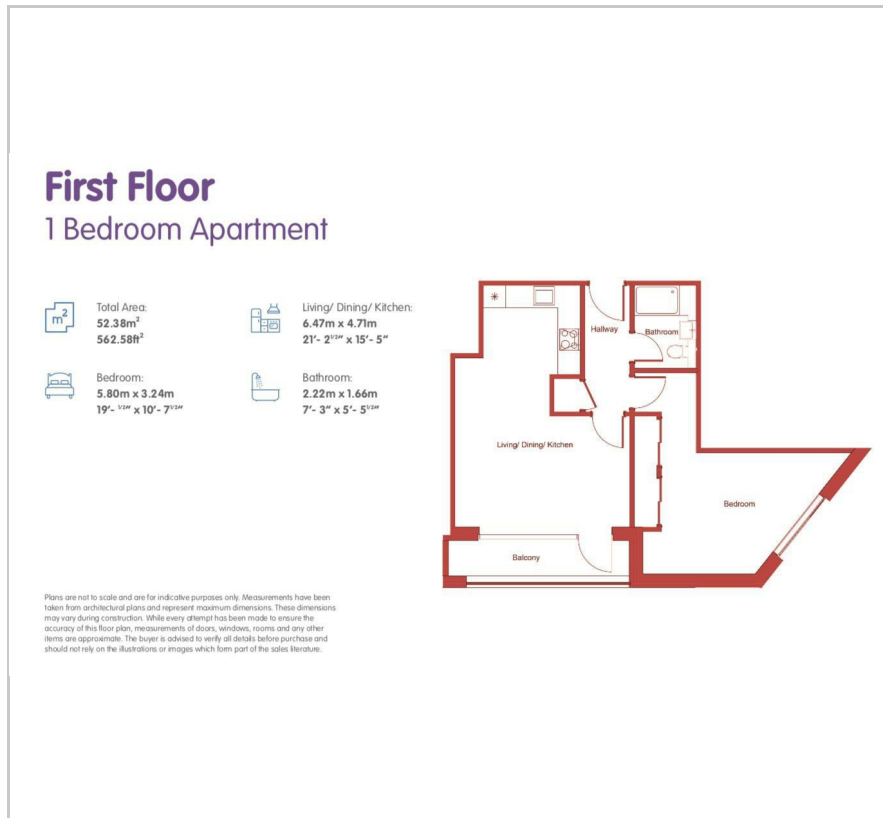 First Floor
1 Bedroom Apartment
m²
Total Area:
52.38m²
562.58ft²
Living/ Dining/ Kitchen:
6.47m x 4.71m
21’- 2¹/²” x 15’- 5”
Bedroom:
5.80m x 3.24m
19’- ¹/²” x 10’- 7¹/²”
Bathroom:
2.22m x 1.66m
7’- 3” x 5’- 5¹/²”
Hallway
Bathroom
Living/ Dining/ Kitchen
Bedroom
Balcony
Plans are not to scale and are for indicative purposes only. Measurements have been
taken from architectural plans and represent maximum dimensions. These dimensions
may vary during construction. While every attempt has been made to ensure the
accuracy of this floor plan, measurements of doors, windows, rooms and any other
items are approximate. The buyer is advised to verify all details before purchase and
should not rely on the illustrations or images which form part of the sales literature.